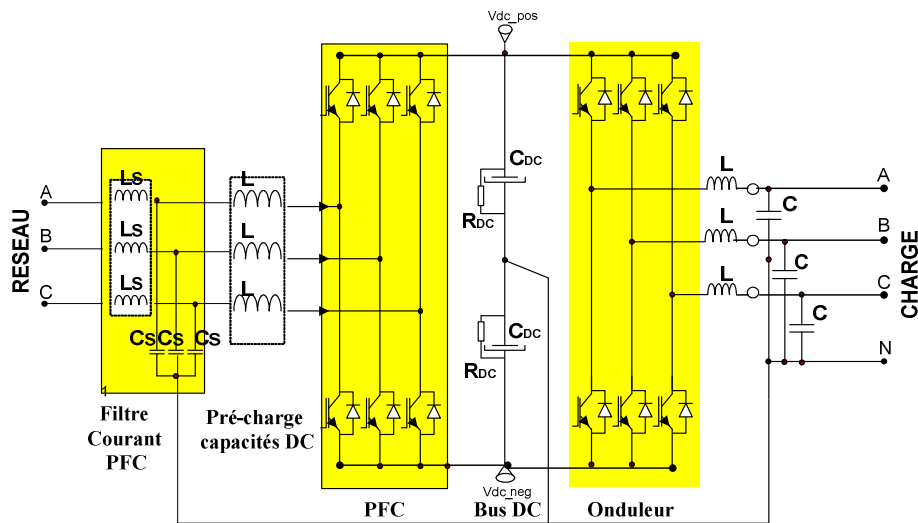 Vdc_pos
LS
LS
LS
L
L
L
A
B
C
RESEAU
CS
CS
CS
1
Filtre
Courant
PFC
Pré-charge
capacités DC
PFC
CDC
RDC
CDC
RDC
Vdc_neg
Bus DC
Onduleur
L
L
L
C
C
C
A
B
C
N
CHARGE